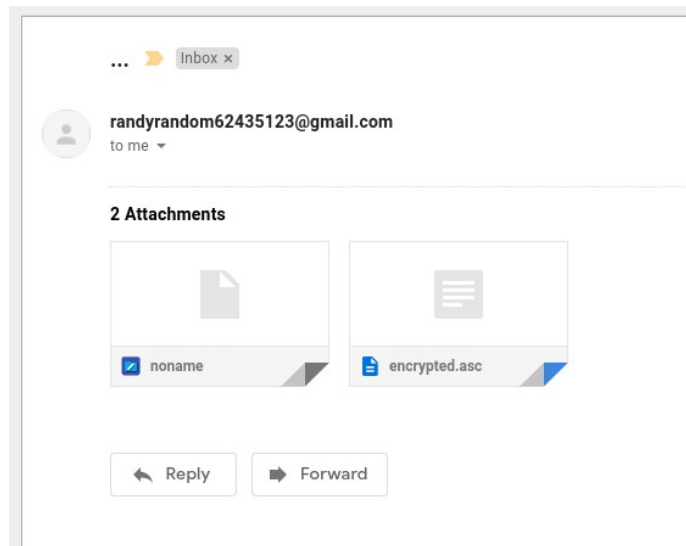 ... Inbox ×
randyrandom62435123@gmail.com
to me
2 Attachments
noname
encrypted.asc
Reply
Forward